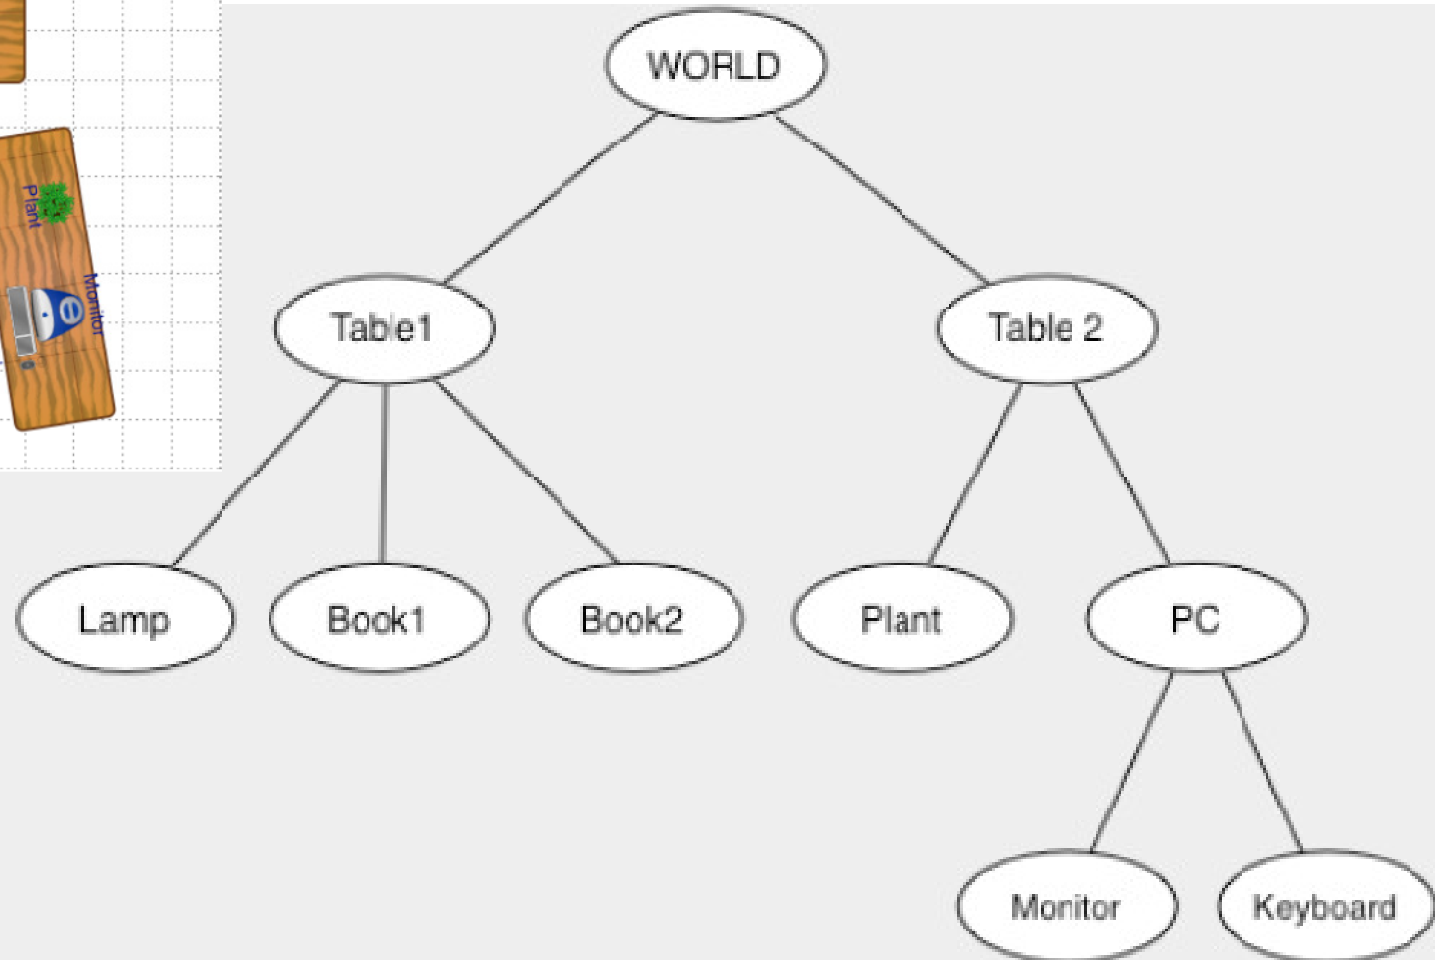 WORLD
Plant
Monitor
Table1
Table 2
Lamp
Book1
Book2
Plant
PC
Monitor
Keyboard